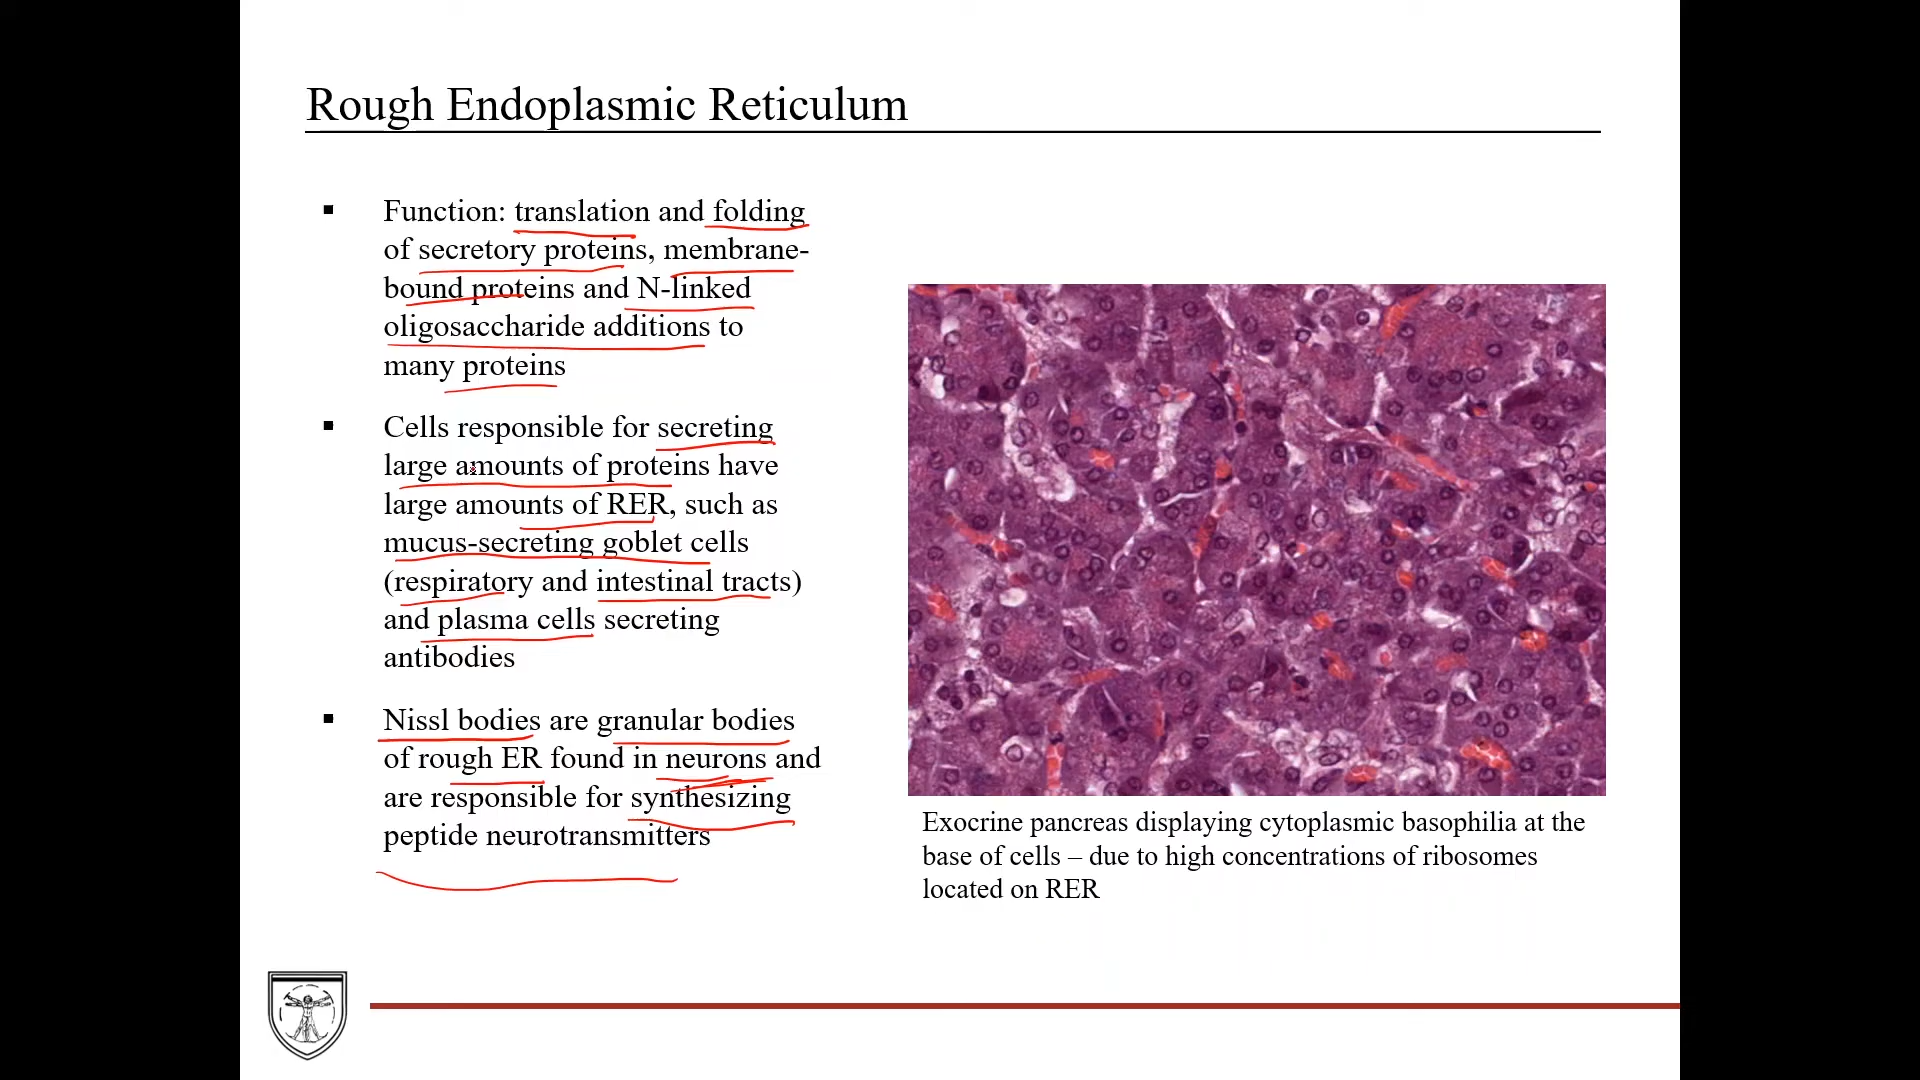 Rough Endoplasmic Reticulum
▪ Function: translation and folding
of secretory proteins, membrane-
bound proteins and N-linked
oligosaccharide additions to
many proteins
▪ Cells responsible for secreting
large amounts of proteins have
large amounts of RER, such as
mucus-secreting goblet cells
(respiratory and intestinal tracts)
and plasma cells secreting
antibodies
▪ Nissl bodies are granular bodies
of rough ER found in neurons and
are responsible for synthesizing
peptide neurotransmitters
Exocrine pancreas displaying cytoplasmic basophilia at the
base of cells – due to high concentrations of ribosomes
located on RER